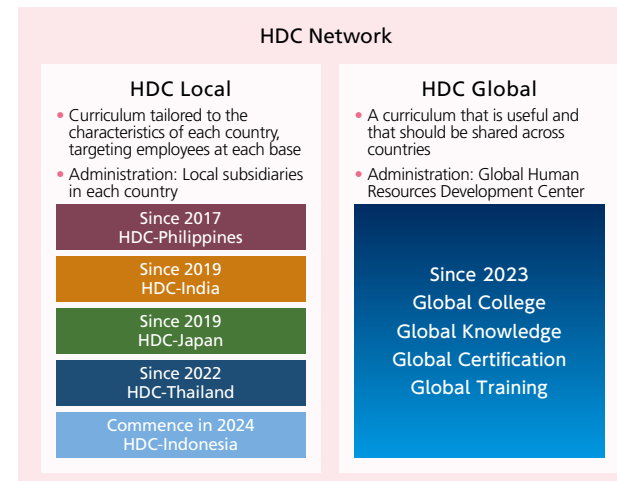 HDC Network
HDC Local
• Curriculum tailored to the
characteristics of each country,
targeting employees at each base
• Administration: Local subsidiaries
in each country
Since 2017
HDC-Philippines
Since 2019
HDC-India
Since 2019
HDC-Japan
Since 2022
HDC-Thailand
Commence in 2024
HDC-Indonesia
HDC Global
• A curriculum that is useful and
that should be shared across
countries
• Administration: Global Human
Resources Development Center
Since 2023
Global College
Global Knowledge
Global Certification
Global Training